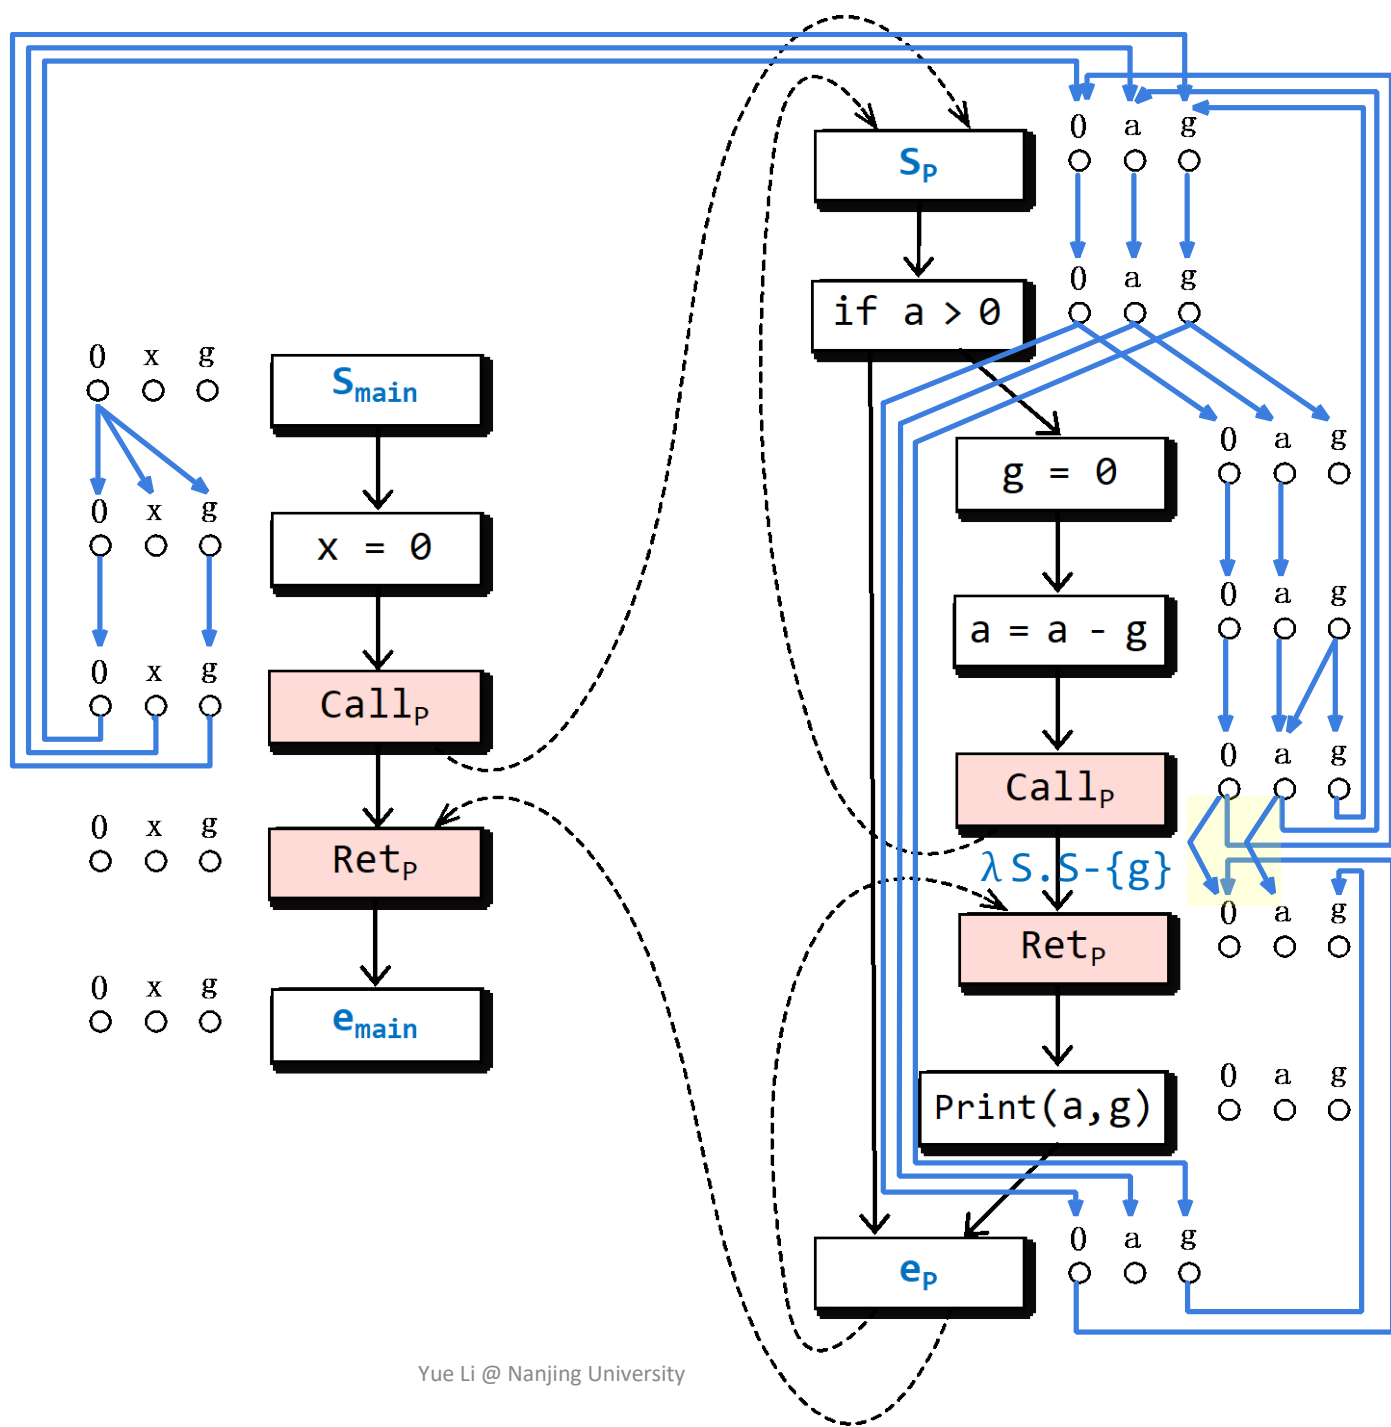 0 a g
S_P
0 a g
if a > 0
0 x g
S_main
0 a g
g = 0
0 x g
x = 0
0 a g
a = a - g
0 x g
Call_P
0 a g
Call_P
0 x g
Ret_P
λ S.S-{g}
0 a g
Ret_P
0 x g
e_main
0 a g
Print(a,g)
0 a g
e_P
Yue Li @ Nanjing University